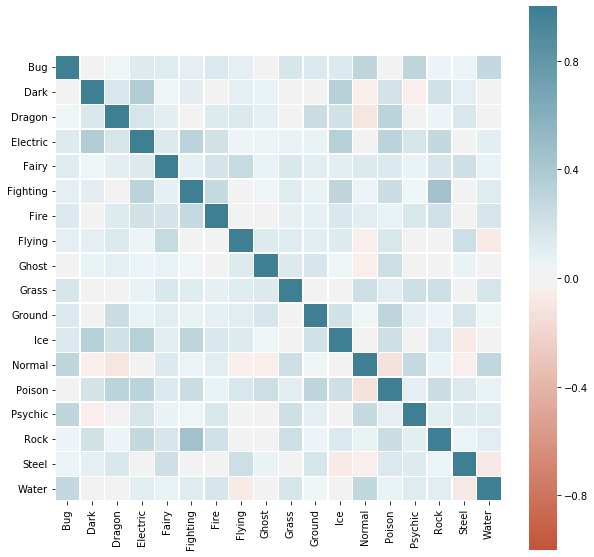 Bug
Dark
Dragon
Electric
Fairy
Fighting
Fire
Flying
Ghost
Grass
Ground
Ice
Normal
Poison
Psychic
Rock
Steel
Water
Bug Dark Dragon Electric Fairy Fighting Fire Flying Ghost Grass Ground Ice Normal Poison Psychic Rock Steel Water
0.8
0.4
0.0
−0.4
−0.8